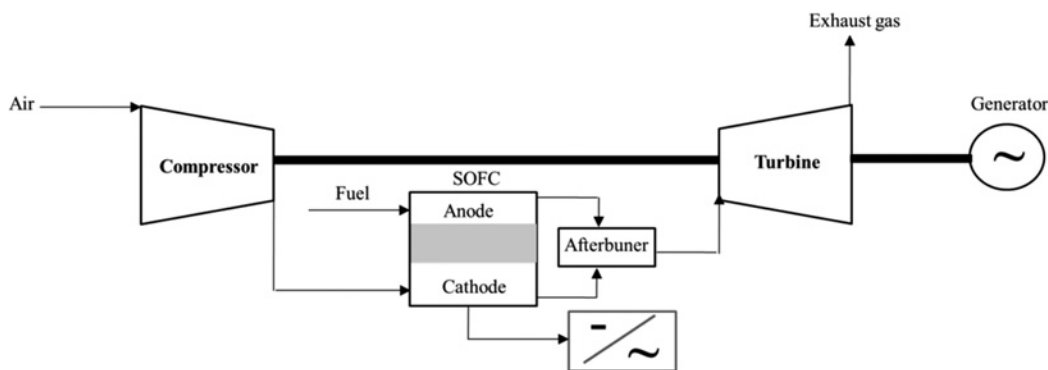 Exhaust gas
Air
Generator
Compressor
Turbine
~
SOFC
Fuel
Anode
Afterbuner
Cathode
-
~